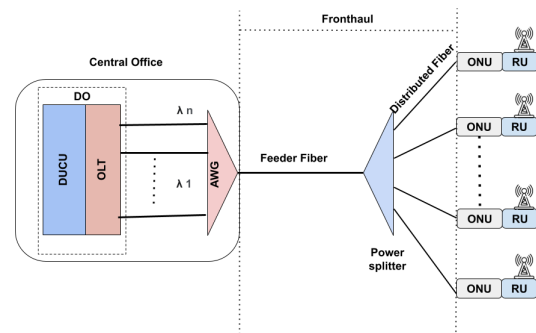 Fronthaul
Central Office
DO
DUCU
OLT
λ n
λ 1
AWG
Feeder Fiber
Distributed Fiber
Power
splitter
ONU
RU
ONU
RU
ONU
RU
ONU
RU